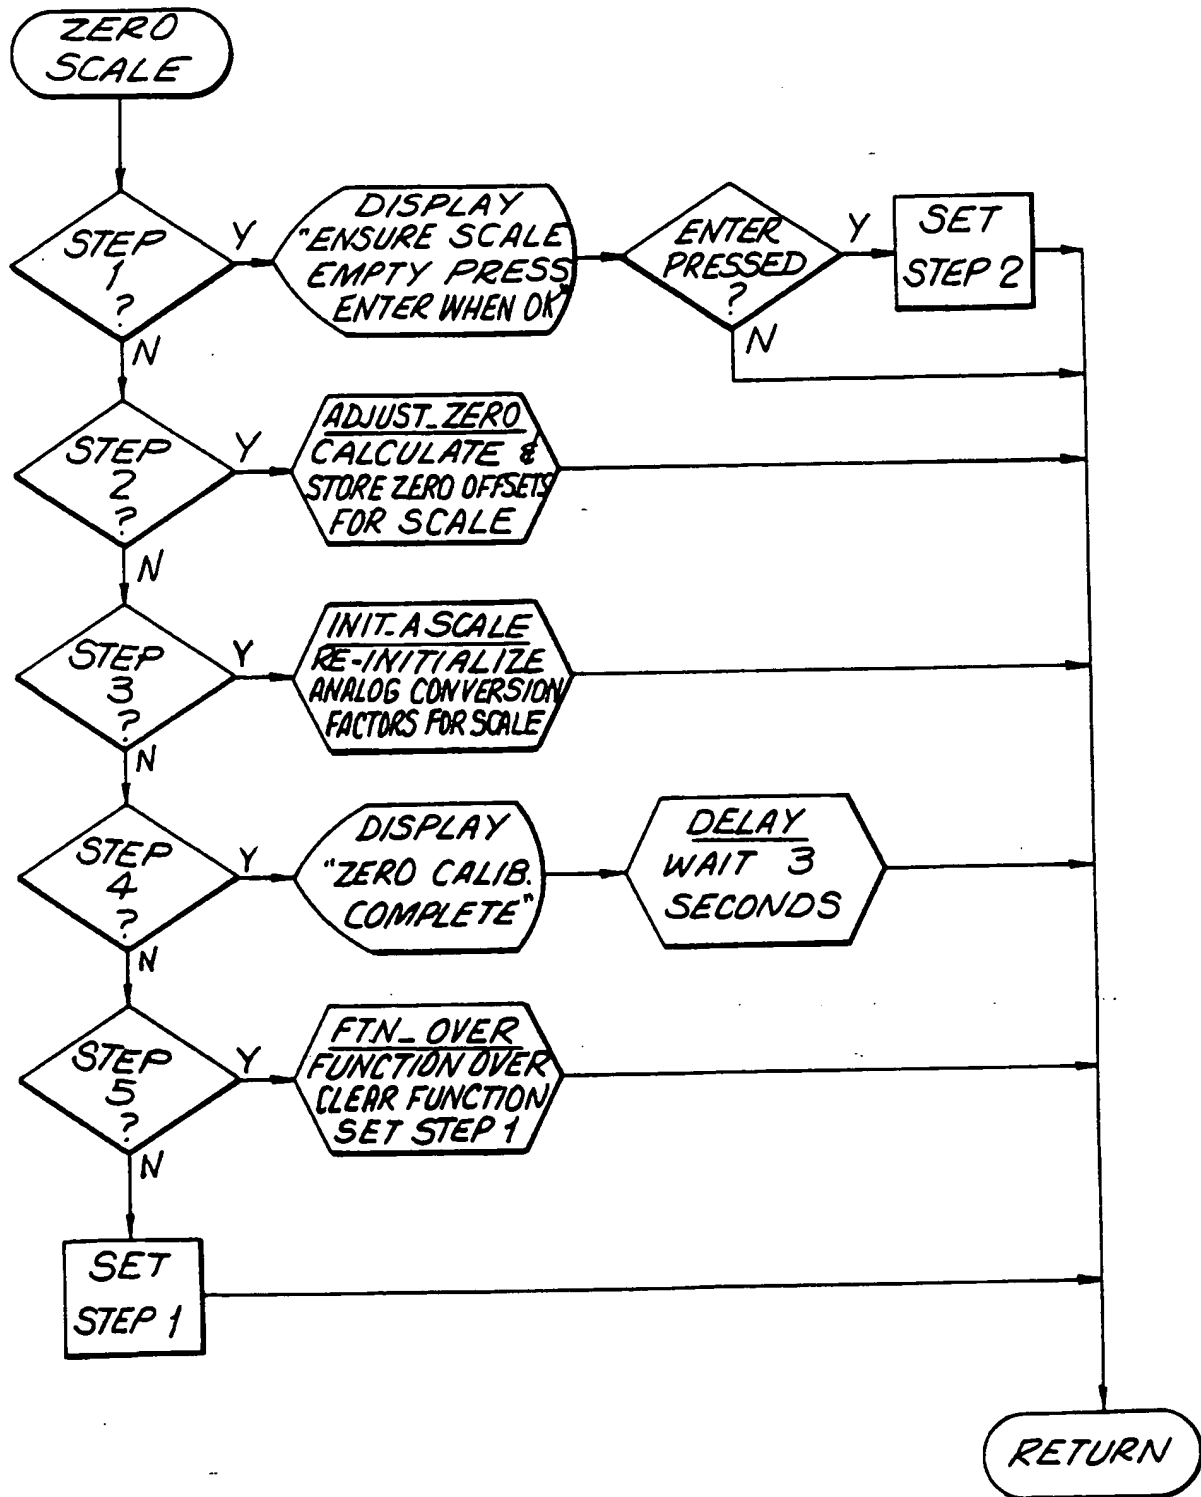 ZERO
SCALE
STEP
1
?
Y
DISPLAY
"ENSURE SCALE
EMPTY PRESS
ENTER WHEN OK"
ENTER
PRESSED
?
Y
SET
STEP 2
N
N
STEP
2
?
Y
ADJUST_ZERO
CALCULATE &
STORE ZERO OFFSETS
FOR SCALE
N
STEP
3
?
Y
INIT_A SCALE
RE-INITIALIZE
ANALOG CONVERSION
FACTORS FOR SCALE
N
STEP
4
?
Y
DISPLAY
"ZERO CALIB.
COMPLETE"
DELAY
WAIT 3
SECONDS
N
STEP
5
?
Y
FTN_OVER
FUNCTION OVER
CLEAR FUNCTION
SET STEP 1
N
SET
STEP 1
RETURN